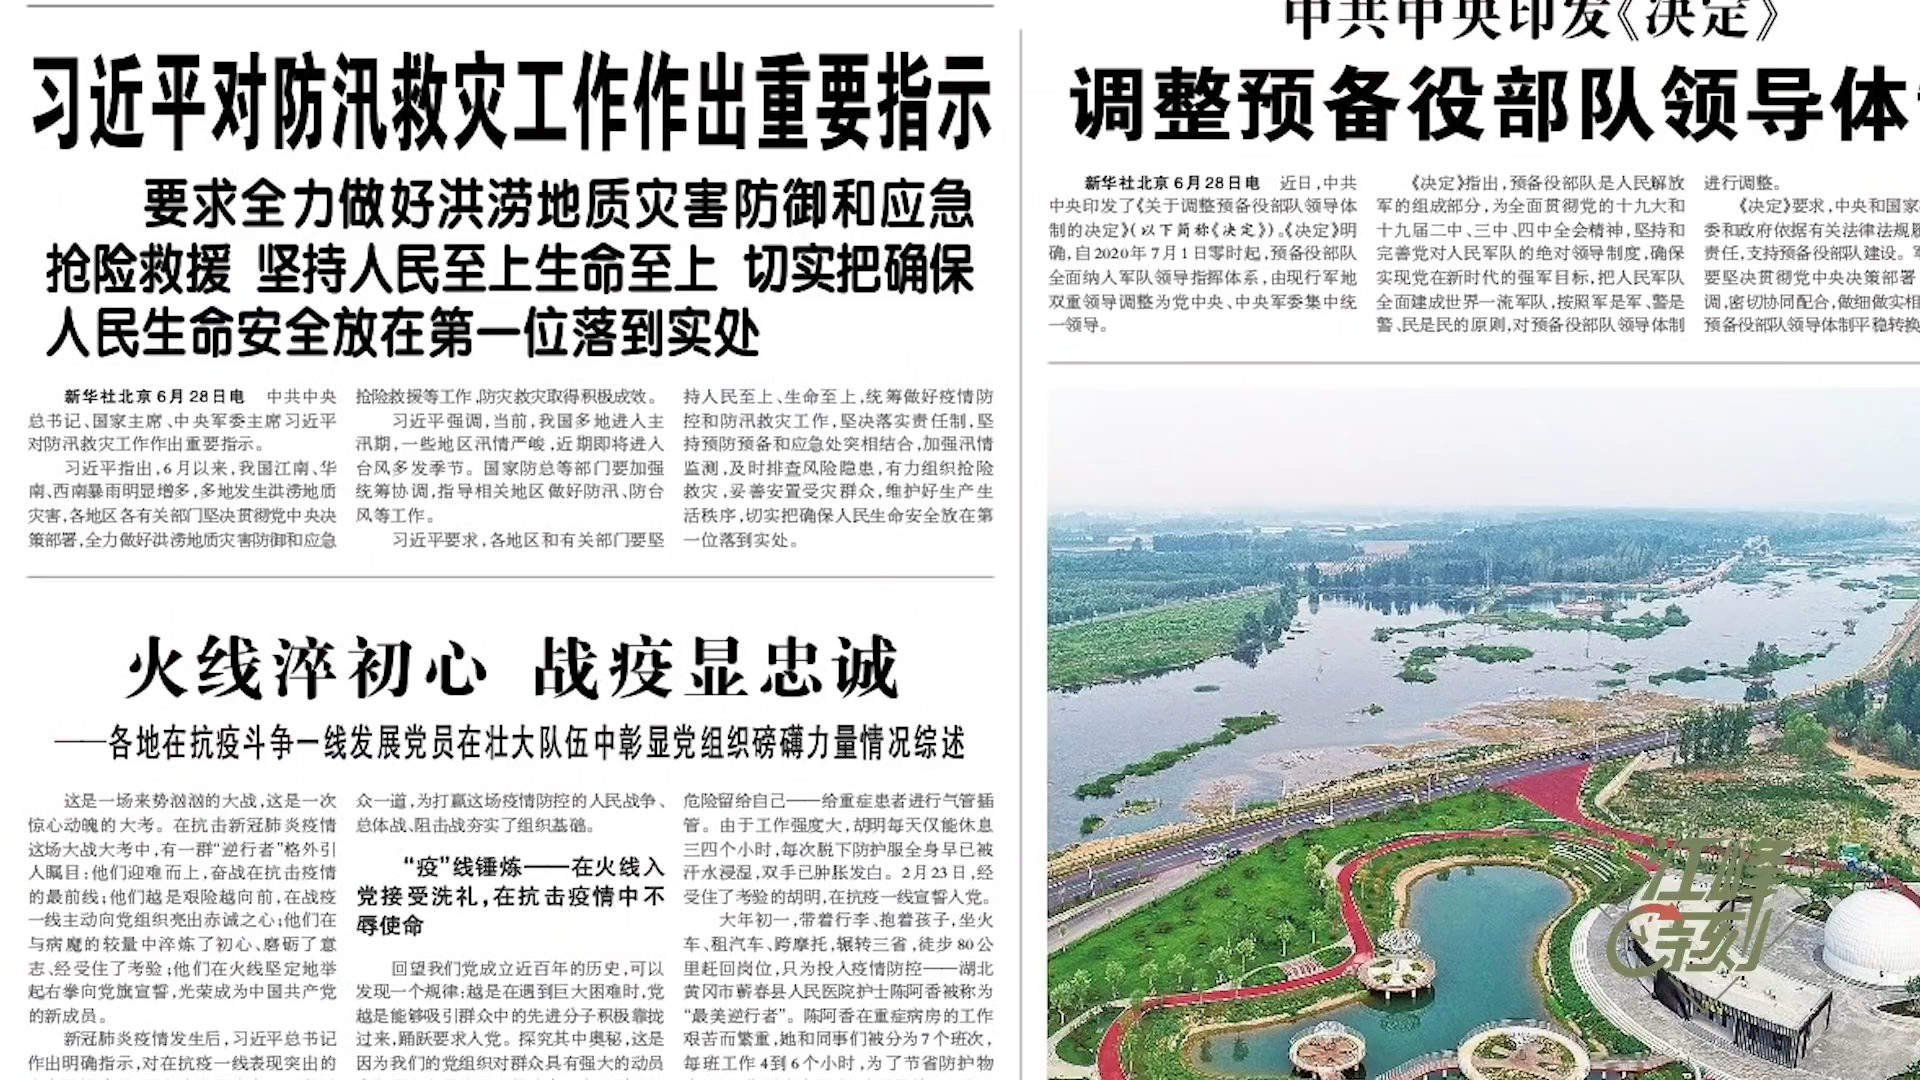 习近平对防汛救灾工作作出重要指示
要求全力做好洪涝地质灾害防御和应急
抢险救援 坚持人民至上生命至上 切实把确保
人民生命安全放在第一位落到实处
新华社北京6月28日电 中共中央
总书记、国家主席、中央军委主席习近平
对防汛救灾工作作出重要指示。
习近平指出,6月以来,我国江南、华
南、西南暴雨明显增多,多地发生洪涝地质
灾害,各地区各有关部门坚决贯彻党中央决
策部署,全力做好洪涝地质灾害防御和应急
抢险救援等工作,防灾救灾取得积极成效。
习近平强调,当前,我国多地进入主
汛期,一些地区汛情严峻,近期即将进入
台风多发季节。国家防总等部门要加强
统筹协调,指导相关地区做好防汛、防台
风等工作。
习近平要求,各地区和有关部门要坚
持人民至上、生命至上,统筹做好疫情防
控和防汛救灾工作,坚决落实责任制,坚
持预防预备和应急处突相结合,加强汛情
监测,及时排查风险隐患,有力组织抢险
救灾,妥善安置受灾群众,维护好生产生
活秩序,切实把确保人民生命安全放在第
一位落到实处。
火线淬初心 战疫显忠诚
——各地在抗疫斗争一线发展党员在壮大队伍中彰显党组织磅礴力量情况综述
这是一场来势汹汹的大战,这是一次
惊心动魄的大考。在抗击新冠肺炎疫情
这场大战大考中,有一群“逆行者”格外引
人瞩目:他们迎难而上,奋战在抗击疫情
的最前线;他们越是艰险越向前,在战疫
一线主动向党组织亮出赤诚之心;他们在
与病魔的较量中淬炼了初心、磨砺了意
志、经受住了考验;他们在火线坚定地举
起右拳向党旗宣誓,光荣成为中国共产党
的新成员。
新冠肺炎疫情发生后,习近平总书记
作出明确指示,对在抗疫一线表现突出的
众一道,为打赢这场疫情防控的人民战争、
总体战、阻击战夯实了组织基础。
“疫”线锤炼——在火线入
党接受洗礼,在抗击疫情中不
辱使命
回望我们党成立近百年的历史,可以
发现一个规律:越是在遇到巨大困难时,党
越是能够吸引群众中的先进分子积极靠拢
过来,踊跃要求入党。探究其中奥秘,这是
因为我们的党组织对群众具有强大的动员
危险留给自己——给重症患者进行气管插
管。由于工作强度大,胡明每天仅能休息
三四个小时,每次脱下防护服全身早已被
汗水浸湿,双手已肿胀发白。2月23日,经
受住了考验的胡明,在抗疫一线宣誓入党。
大年初一,带着行李、抱着孩子,坐火
车、租汽车、跨摩托,辗转三省,徒步80公
里赶回岗位,只为投入疫情防控——湖北
黄冈市蕲春县人民医院护士陈阿香被称为
“最美逆行者”。陈阿香在重症病房的工作
艰苦而繁重,她和同事们被分为7个班次,
每班工作4到6个小时,为了节省防护物
中共中央印发《决定》
调整预备役部队领导体
新华社北京6月28日电 近日,中共
中央印发了《关于调整预备役部队领导体
制的决定》(以下简称《决定》)。《决定》明
确,自2020年7月1日零时起,预备役部队
全面纳入军队领导指挥体系,由现行军地
双重领导调整为党中央、中央军委集中统
一领导。
《决定》指出,预备役部队是人民解放
军的组成部分,为全面贯彻党的十九大和
十九届二中、三中、四中全会精神,坚持和
完善党对人民军队的绝对领导制度,确保
实现党在新时代的强军目标,把人民军队
全面建成世界一流军队,按照军是军、警是
警、民是民的原则,对预备役部队领导体制
进行调整。
《决定》要求,中央和国家
委和政府依据有关法律法规履
责任,支持预备役部队建设。军
要坚决贯彻党中央决策部署
调,密切协同配合,做细做实相
预备役部队领导体制平稳转换
江峰
时刻